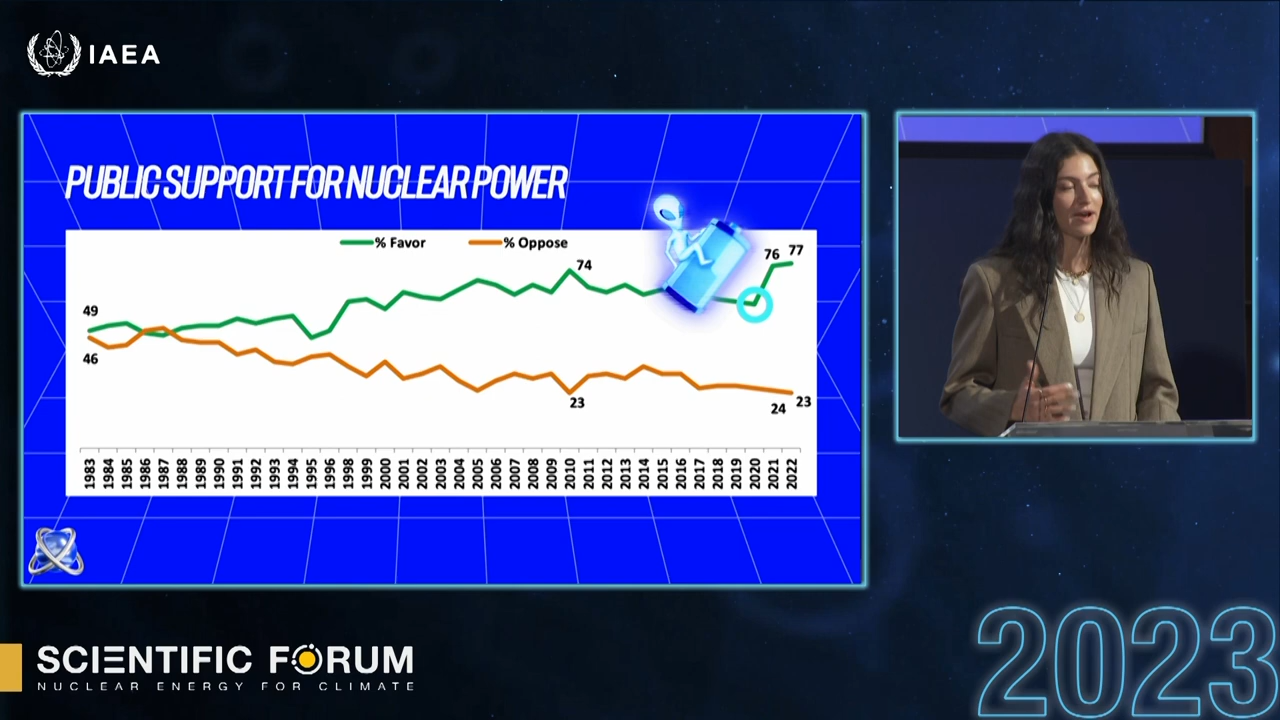 IAEA
PUBLIC SUPPORT FOR NUCLEAR POWER
% Favor % Oppose
49
46
74
23
76 77
24 23
1983 1984 1985 1986 1987 1988 1989 1990 1991 1992 1993 1994 1995 1996 1998 1999 2000 2001 2002 2003 2004 2005 2006 2007 2008 2009 2010 2011 2012 2013 2014 2015 2016 2017 2018 2019 2020 2021 2022
SCIENTIFIC FORUM
NUCLEAR ENERGY FOR CLIMATE
2023